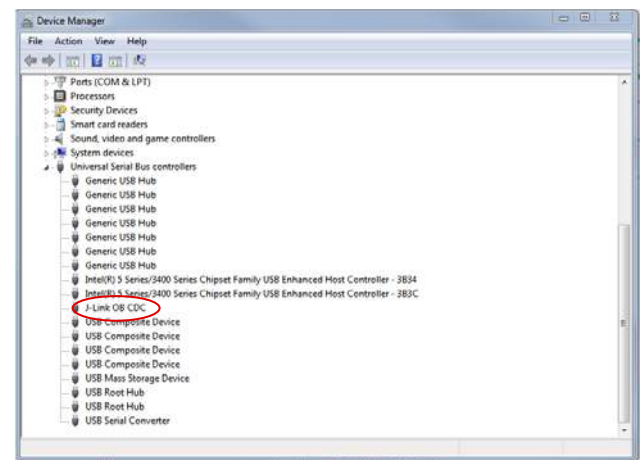 Device Manager
File Action View Help
Ports (COM & LPT)
Processors
Security Devices
Smart card readers
Sound, video and game controllers
System devices
Universal Serial Bus controllers
Generic USB Hub
Generic USB Hub
Generic USB Hub
Generic USB Hub
Generic USB Hub
Generic USB Hub
Generic USB Hub
Intel(R) 5 Series/3400 Series Chipset Family USB Enhanced Host Controller - 3B34
Intel(R) 5 Series/3400 Series Chipset Family USB Enhanced Host Controller - 3B3C
J-Link OB CDC
USB Composite Device
USB Composite Device
USB Composite Device
USB Composite Device
USB Mass Storage Device
USB Root Hub
USB Root Hub
USB Serial Converter